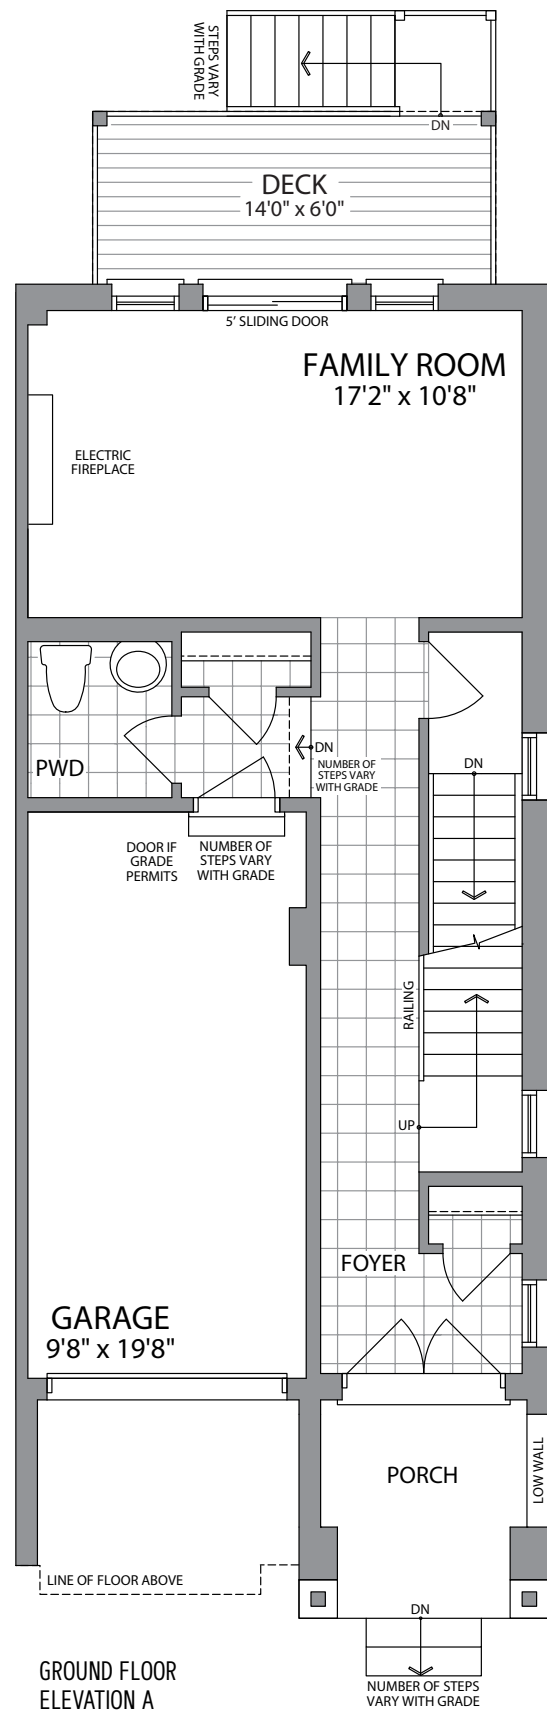 STEPS VARY
WITH GRADE
DN
DECK
14'0" x 6'0"
5' SLIDING DOOR
FAMILY ROOM
17'2" x 10'8"
ELECTRIC
FIREPLACE
PWD
DN
NUMBER OF
STEPS VARY
WITH GRADE
DN
DOOR IF
GRADE
PERMITS
NUMBER OF
STEPS VARY
WITH GRADE
RAILING
UP
FOYER
GARAGE
9'8" x 19'8"
PORCH
LOW WALL
LINE OF FLOOR ABOVE
DN
NUMBER OF STEPS
VARY WITH GRADE
GROUND FLOOR
ELEVATION A